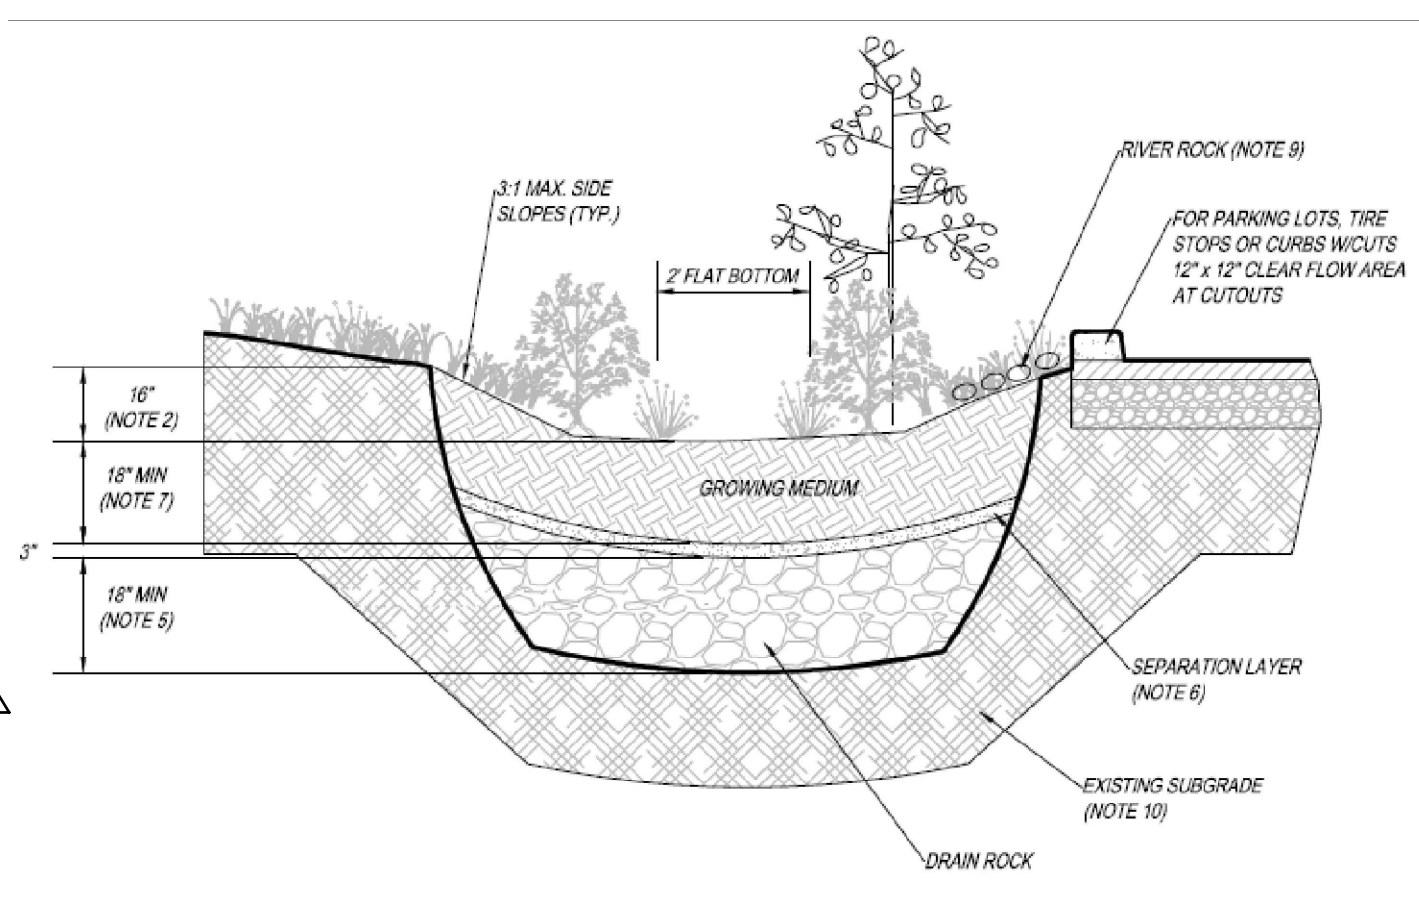 RIVER ROCK (NOTE 9)
3:1 MAX. SIDE
SLOPES (TYP.)
FOR PARKING LOTS, TIRE
STOPS OR CURBS W/CUTS
12" x 12" CLEAR FLOW AREA
AT CUTOUTS
2' FLAT BOTTOM
16"
(NOTE 2)
18" MIN
(NOTE 7)
GROWING MEDIUM
3"
18" MIN
(NOTE 5)
SEPARATION LAYER
(NOTE 6)
EXISTING SUBGRADE
(NOTE 10)
DRAIN ROCK